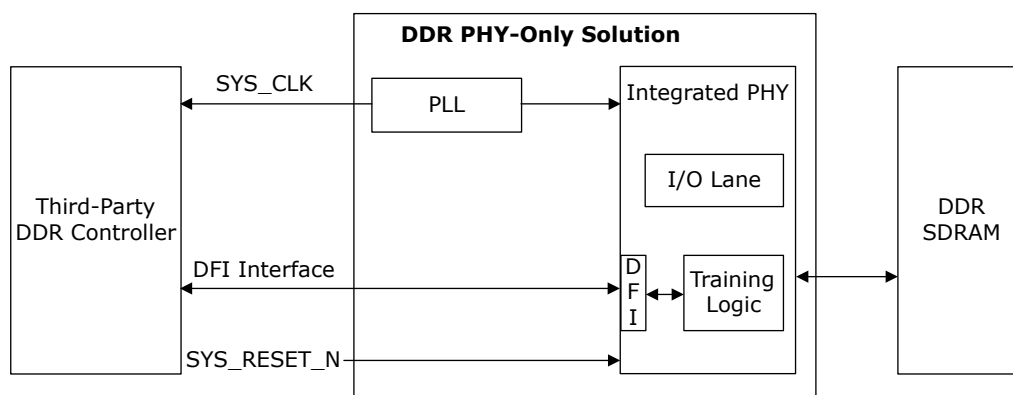 DDR PHY-Only Solution
SYS_CLK
PLL
Integrated PHY
I/O Lane
Third-Party
DDR Controller
DDR
SDRAM
DFI Interface
D
F
I
Training
Logic
SYS_RESET_N